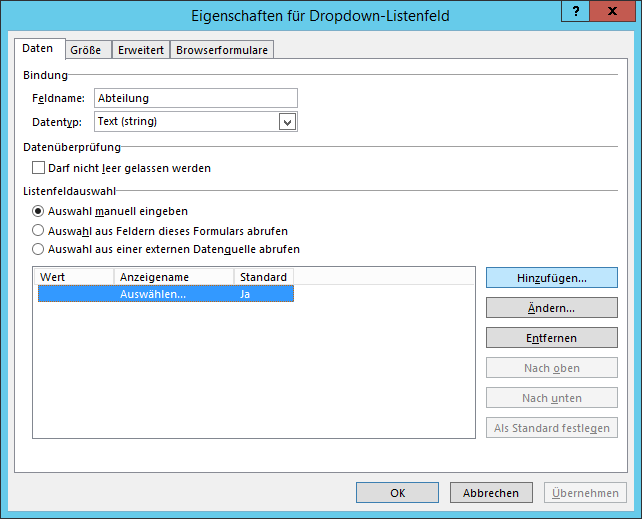 Eigenschaften für Dropdown-Listenfeld
? x
Daten Größe Erweitert Browserformulare
Bindung
Feldname: Abteilung
Datentyp: Text (string)
Datenüberprüfung
Darf nicht leer gelassen werden
Listenfeldauswahl
Auswahl manuell eingeben
Auswahl aus Feldern dieses Formulars abrufen
Auswahl aus einer externen Datenquelle abrufen
Wert Anzeigename Standard
Auswählen... Ja
Hinzufügen...
Ändern...
Entfernen
Nach oben
Nach unten
Als Standard festlegen
OK Abbrechen Übernehmen